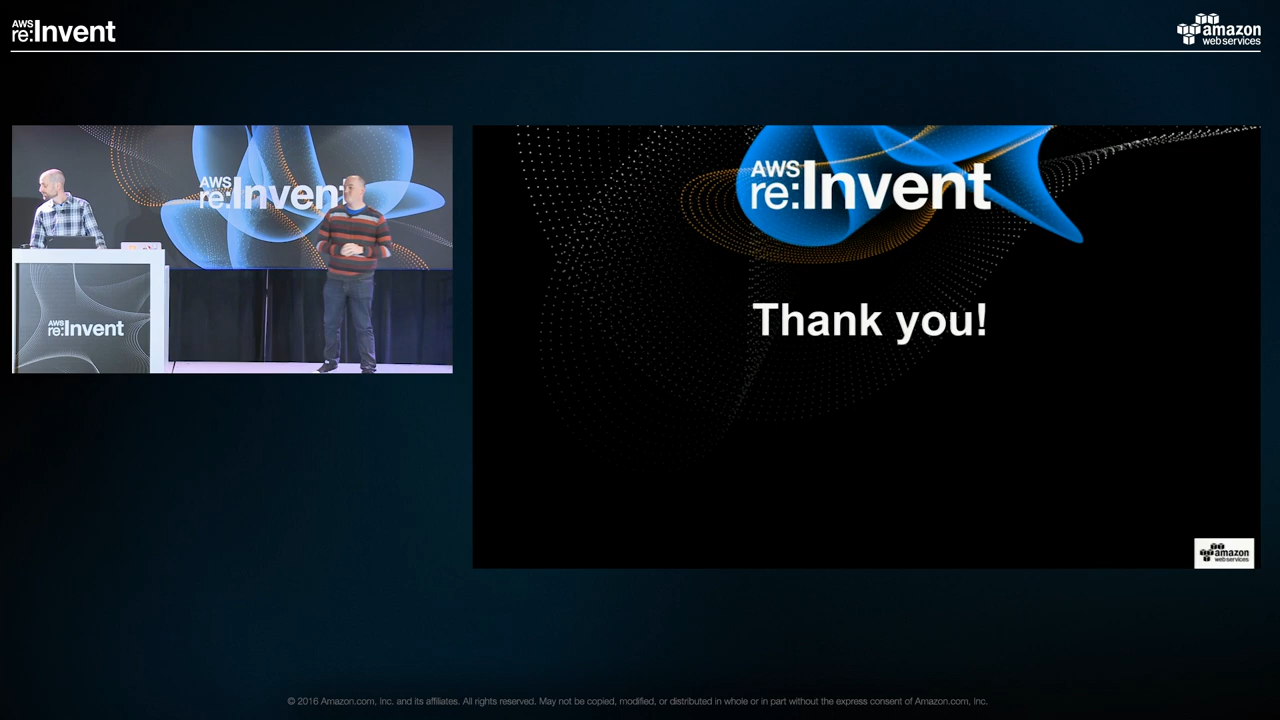 AWS
re:Invent
amazon
web services
AWS
re:Invent
AWS
re:Invent
AWS
re:Invent
Thank you!
amazon
web services
© 2016 Amazon.com, Inc. and its affiliates. All rights reserved. May not be copied, modified, or distributed in whole or in part without the express consent of Amazon.com, Inc.